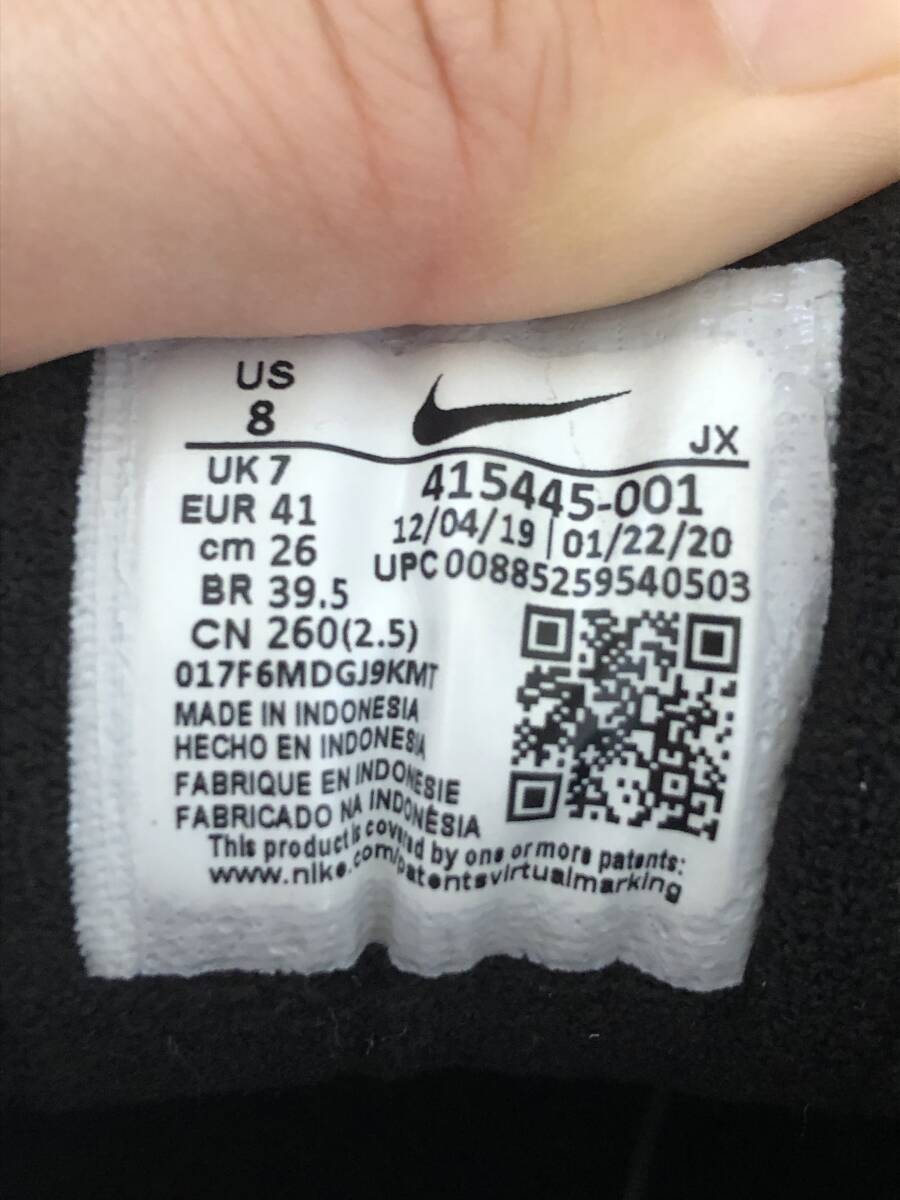 US
8
JX
UK 7
EUR 41
cm 26
BR 39.5
CN 260(2.5)
415445-001
12/04/19 | 01/22/20
UPC 00885259540503
017F6MDGJ9KMT
MADE IN INDONESIA
HECHO EN INDONESIA
FABRIQUE EN INDONESIE
FABRICADO NA INDONÈSIA
This product is covered by one or more patents:
www.nike.com/patentsvirtualmarking